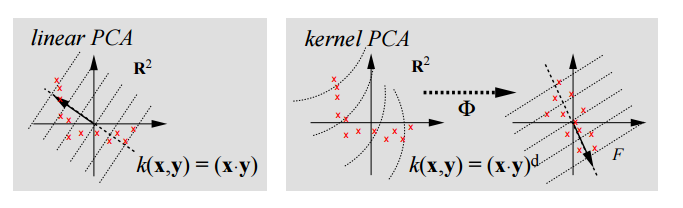 linear PCA
R²
k(x,y) = (x·y)
kernel PCA
R²
Φ
k(x,y) = (x·y)ᵈ
F